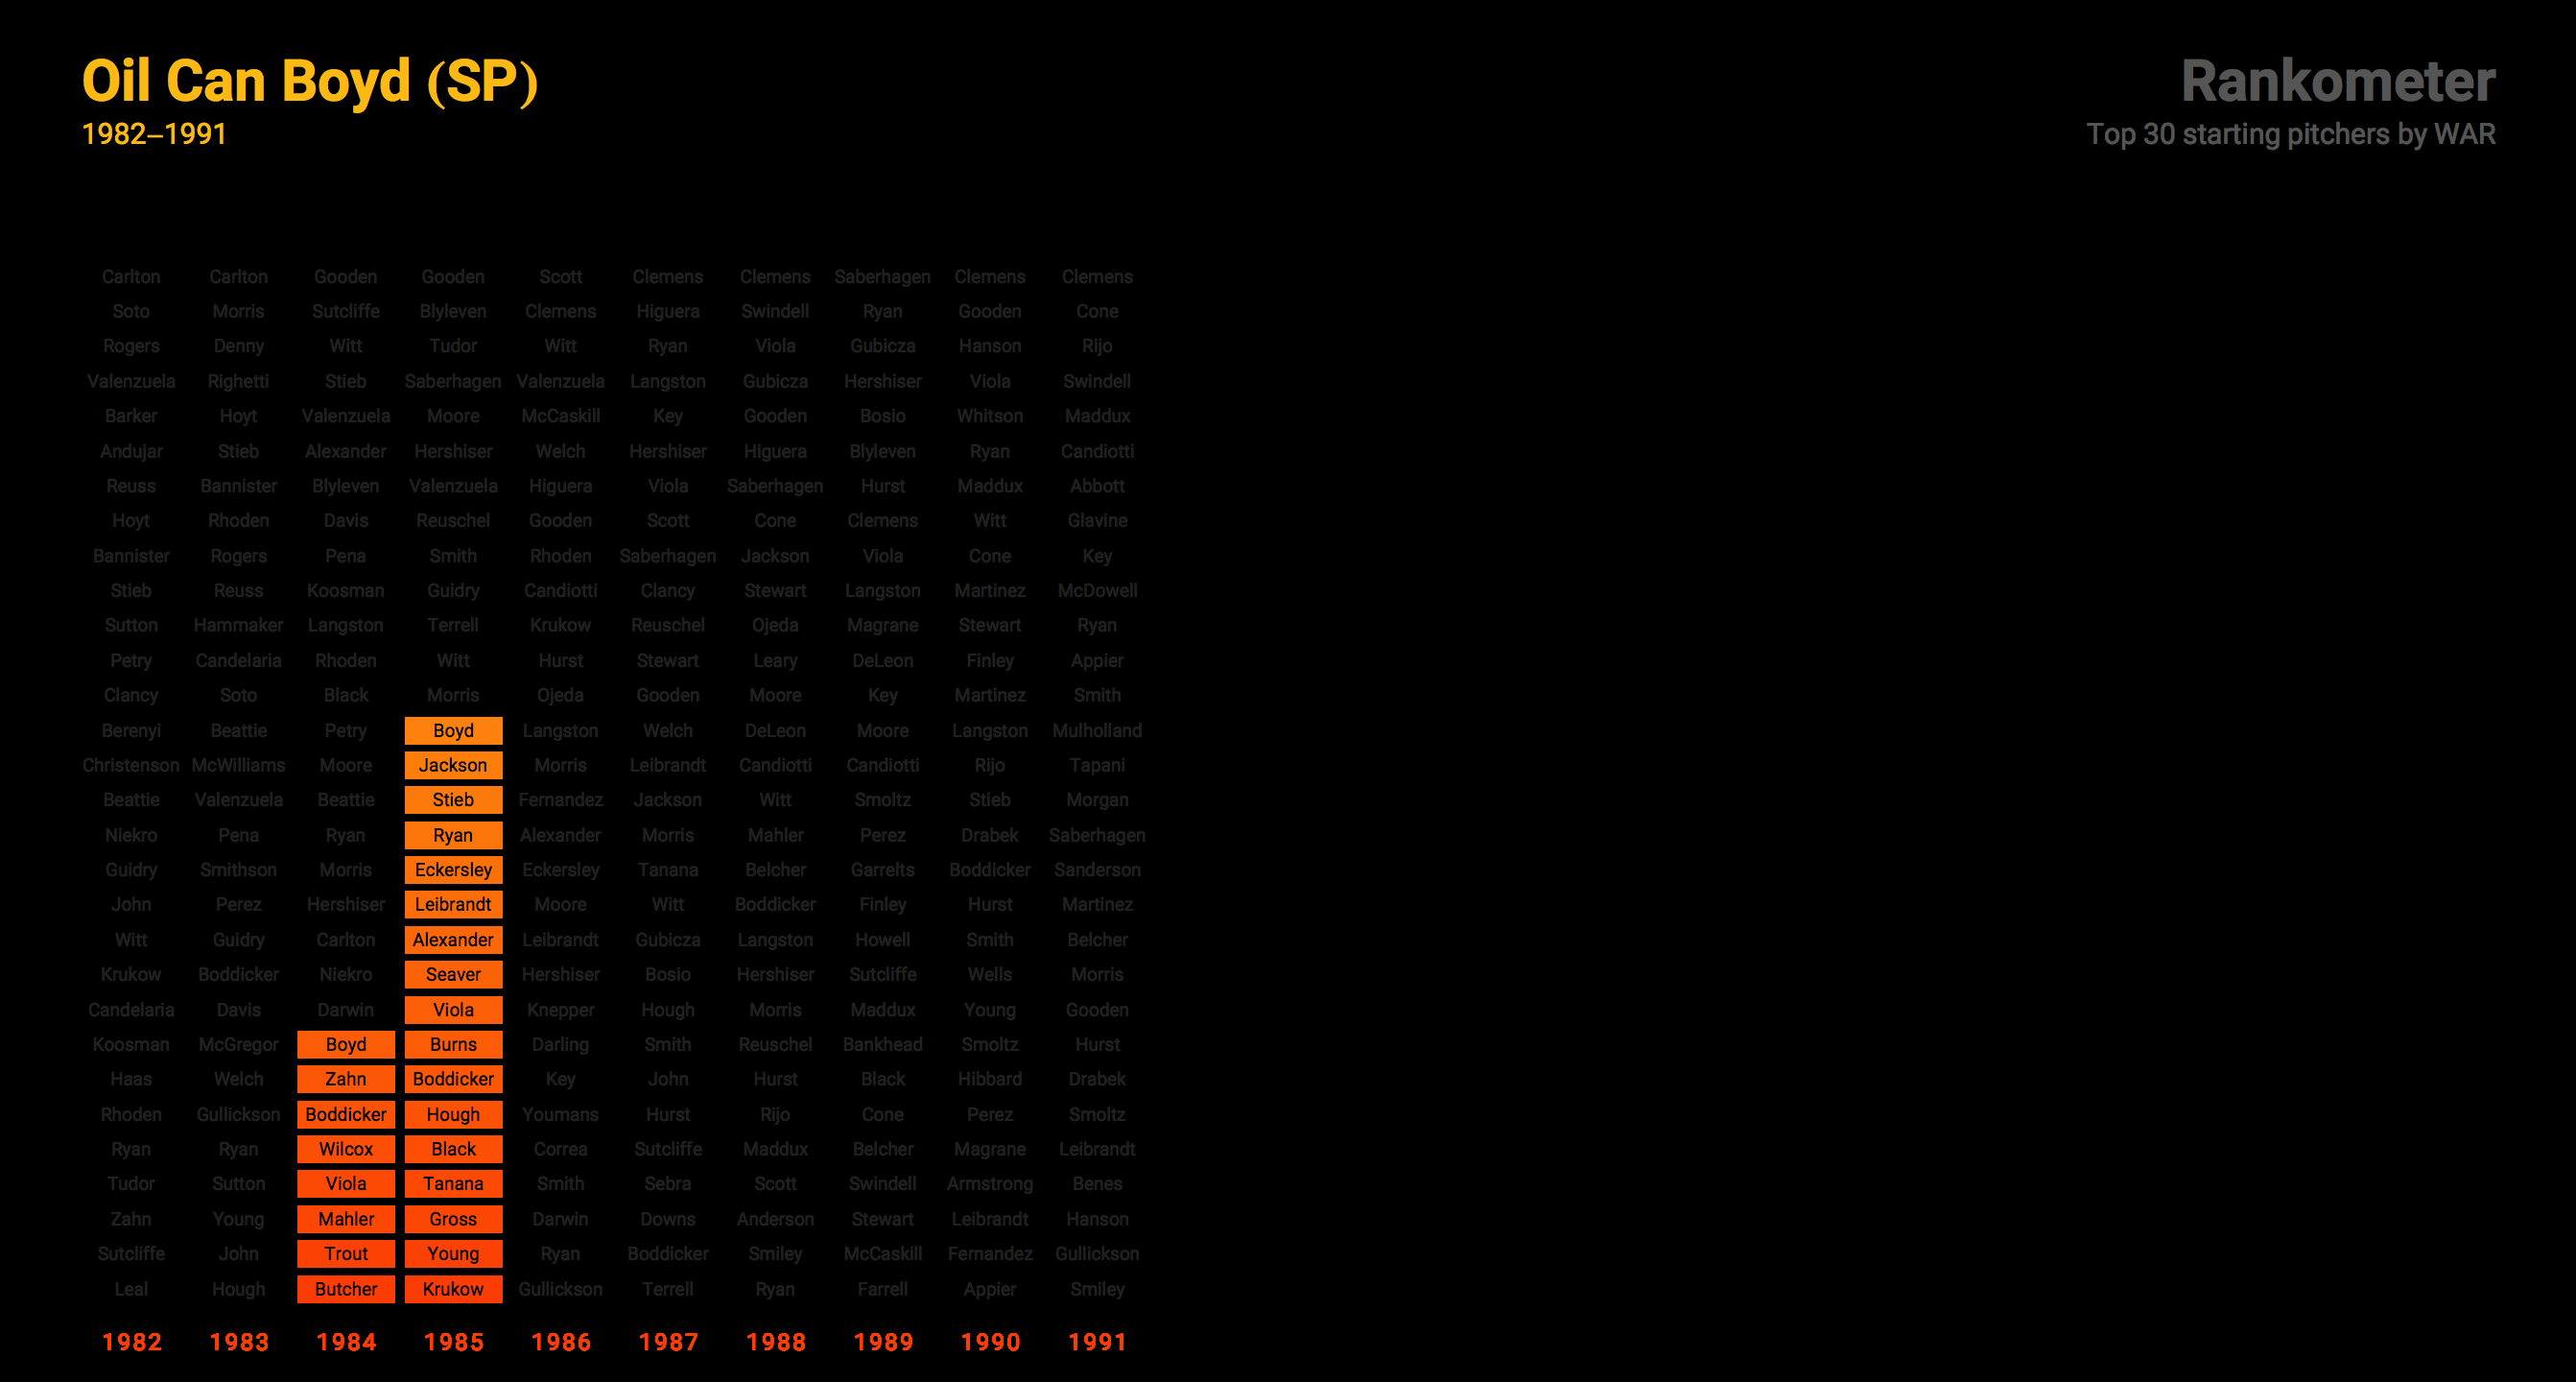 Oil Can Boyd (SP)
1982–1991
Rankometer
Top 30 starting pitchers by WAR
Carlton Carlton Gooden Gooden Scott Clemens Clemens Saberhagen Clemens Clemens
Soto Morris Sutcliffe Blyleven Clemens Higuera Swindell Ryan Gooden Cone
Rogers Denny Witt Tudor Witt Ryan Viola Gubicza Hanson Rijo
Valenzuela Righetti Stieb Saberhagen Valenzuela Langston Gubicza Hershiser Viola Swindell
Barker Hoyt Valenzuela Moore McCaskill Key Gooden Bosio Whitson Maddux
Andujar Stieb Alexander Hershiser Welch Hershiser Higuera Blyleven Ryan Candiotti
Reuss Bannister Blyleven Valenzuela Higuera Viola Saberhagen Hurst Maddux Abbott
Hoyt Rhoden Davis Reuschel Gooden Scott Cone Clemens Witt Glavine
Bannister Rogers Pena Smith Rhoden Saberhagen Jackson Viola Cone Key
Stieb Reuss Koosman Guidry Candiotti Clancy Stewart Langston Martinez McDowell
Sutton Hammaker Langston Terrell Krukow Reuschel Ojeda Magrane Stewart Ryan
Petry Candelaria Rhoden Witt Hurst Stewart Leary DeLeon Finley Appier
Clancy Soto Black Morris Ojeda Gooden Moore Key Martinez Smith
Berenyi Beattie Petry Boyd Langston Welch DeLeon Moore Langston Mulholland
Christenson McWilliams Moore Jackson Morris Leibrandt Candiotti Candiotti Rijo Tapani
Beattie Valenzuela Beattie Stieb Fernandez Jackson Witt Smoltz Stieb Morgan
Niekro Pena Ryan Ryan Alexander Morris Mahler Perez Drabek Saberhagen
Guidry Smithson Morris Eckersley Eckersley Tanana Belcher Garrelts Boddicker Sanderson
John Perez Hershiser Leibrandt Moore Witt Boddicker Finley Hurst Martinez
Witt Guidry Carlton Alexander Leibrandt Gubicza Langston Howell Smith Belcher
Krukow Boddicker Niekro Seaver Hershiser Bosio Hershiser Sutcliffe Wells Morris
Candelaria Davis Darwin Viola Knepper Hough Morris Maddux Young Gooden
Koosman McGregor Boyd Burns Darling Smith Reuschel Bankhead Smoltz Hurst
Haas Welch Zahn Boddicker Key John Hurst Black Hibbard Drabek
Rhoden Gullickson Boddicker Hough Youmans Hurst Rijo Cone Perez Smoltz
Ryan Ryan Wilcox Black Correa Sutcliffe Maddux Belcher Magrane Leibrandt
Tudor Sutton Viola Tanana Smith Sebra Scott Swindell Armstrong Benes
Zahn Young Mahler Gross Darwin Downs Anderson Stewart Leibrandt Hanson
Sutcliffe John Trout Young Ryan Boddicker Smiley McCaskill Fernandez Gullickson
Leal Hough Butcher Krukow Gullickson Terrell Ryan Farrell Appier Smiley
1982 1983 1984 1985 1986 1987 1988 1989 1990 1991